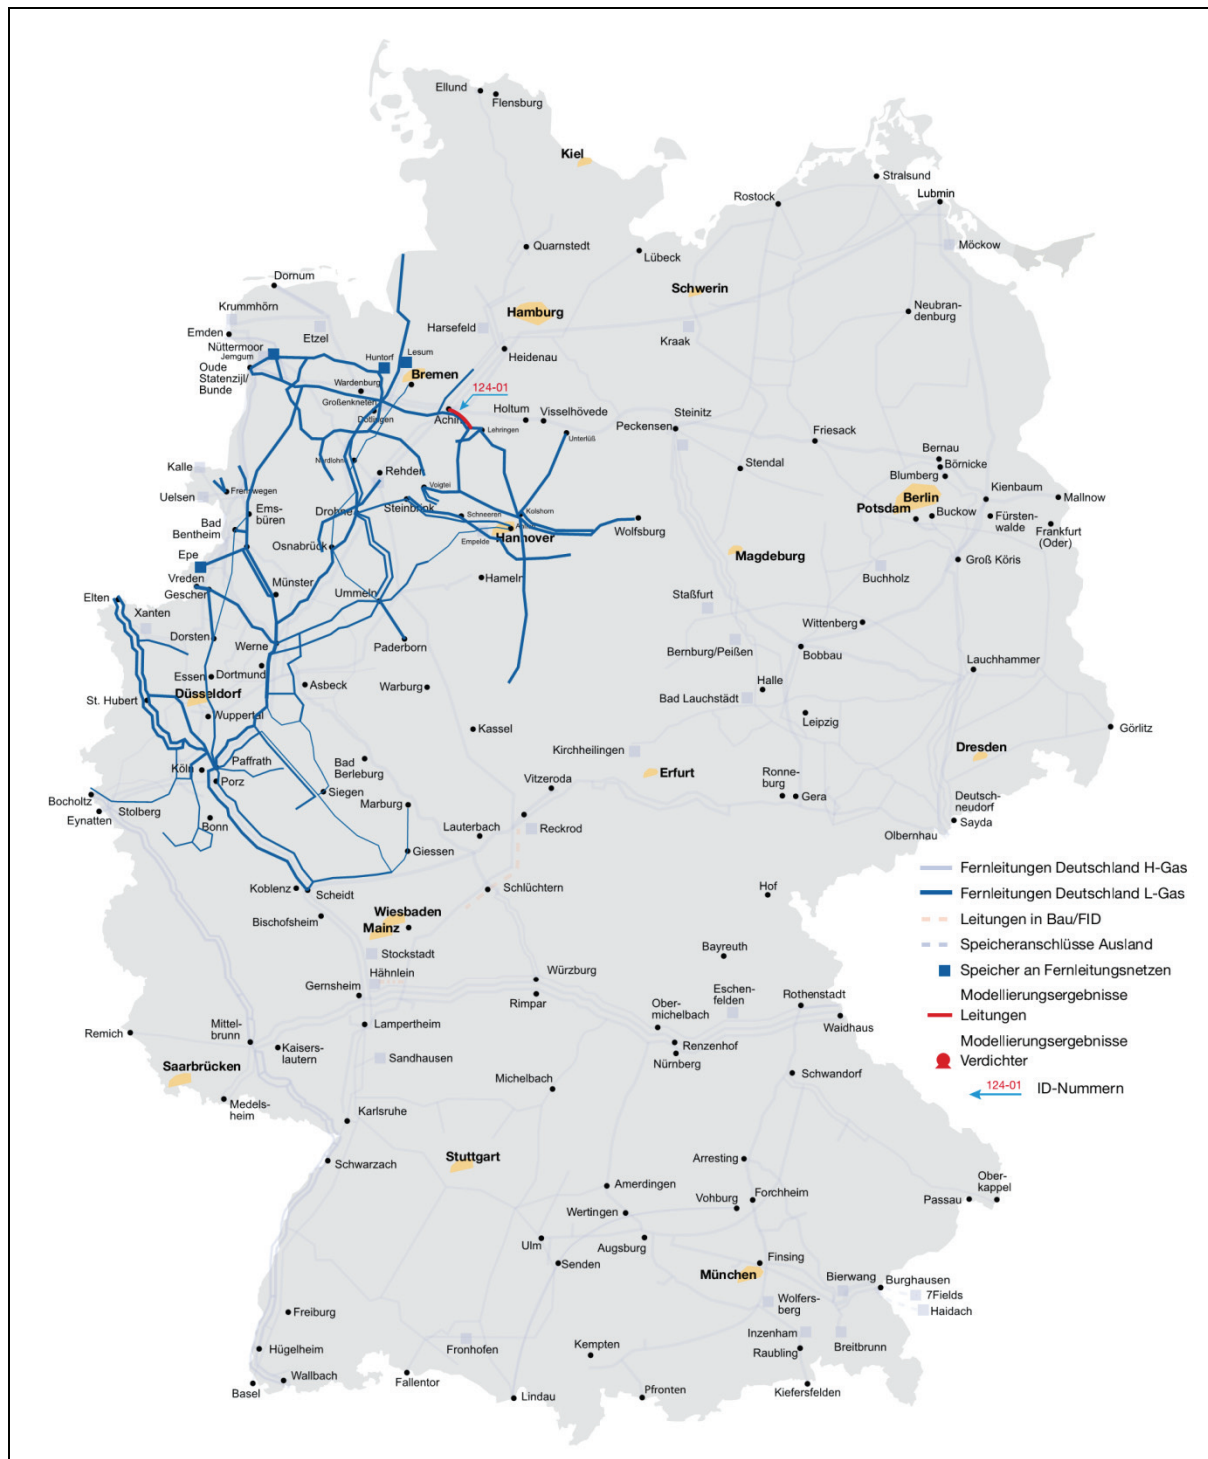 Ellund
Flensburg
Kiel
Stralsund
Rostock
Lubmin
Quarnstedt
Lübeck
Möckow
Dornum
Schwerin
Krummhörn
Hamburg
Neubran-
denburg
Emden
Etzel
Harsefeld
Kraak
Nüttermoor
Jemgum
Huntorf
Lesum
Heidenau
Oude
Statenzijl/
Bunde
Bremen
Wardenburg
124-01
Großenkneten
Dötlingen
Achim
Holtum
Visselhövede
Steinitz
Lehringen
Peckensen
Unterlüß
Friesack
Bernau
Börnicke
Nordlohne
Kalle
Rehden
Stendal
Blumberg
Voigtei
Frenswegen
Uelsen
Berlin
Kienbaum
Mallnow
Ems-
büren
Drohne
Steinbrink
Schneeren
Kolshorn
Potsdam
Buckow
Fürsten-
walde
Bad
Bentheim
Wolfsburg
Frankfurt
(Oder)
Hannover
Empelde
Osnabrück
Magdeburg
Epe
Groß Köris
Buchholz
Vreden
Gescher
Münster
Hameln
Elten
Ummeln
Staßfurt
Xanten
Wittenberg
Dorsten
Werne
Paderborn
Bernburg/Peißen
Bobbau
Lauchhammer
Essen
Dortmund
Asbeck
Warburg
Halle
Düsseldorf
St. Hubert
Bad Lauchstädt
Wuppertal
Leipzig
Kassel
Görlitz
Kirchheilingen
Dresden
Köln
Paffrath
Bad
Berleburg
Vitzeroda
Erfurt
Ronne-
burg
Porz
Siegen
Gera
Deutsch-
neudorf
Bocholtz
Eynatten
Stolberg
Marburg
Bonn
Lauterbach
Reckrod
Sayda
Olbernhau
Giessen
Koblenz
Scheidt
Schlüchtern
Hof
Wiesbaden
Bischofsheim
Mainz
Stockstadt
Bayreuth
Hähnlein
Würzburg
Gernsheim
Eschen-
felden
Rothenstadt
Rimpar
Ober-
michelbach
Waidhaus
Remich
Mittel-
brunn
Lampertheim
Kaisers-
lautern
Renzenhof
Nürnberg
Sandhausen
Saarbrücken
Michelbach
Schwandorf
Medels-
heim
Karlsruhe
Stuttgart
Arresting
Schwarzach
Ober-
kappel
Amerdingen
Forchheim
Vohburg
Passau
Wertingen
Ulm
Augsburg
Senden
Finsing
München
Bierwang
Burghausen
7Fields
Wolfers-
berg
Haidach
Freiburg
Inzenham
Breitbrunn
Hügelheim
Fronhofen
Kempten
Raubling
Wallbach
Basel
Fallentor
Lindau
Pfronten
Kiefersfelden
Fernleitungen Deutschland H-Gas
Fernleitungen Deutschland L-Gas
Leitungen in Bau/FID
Speicheranschlüsse Ausland
Speicher an Fernleitungsnetzen
Modellierungsergebnisse
Leitungen
Modellierungsergebnisse
Verdichter
124-01
ID-Nummern